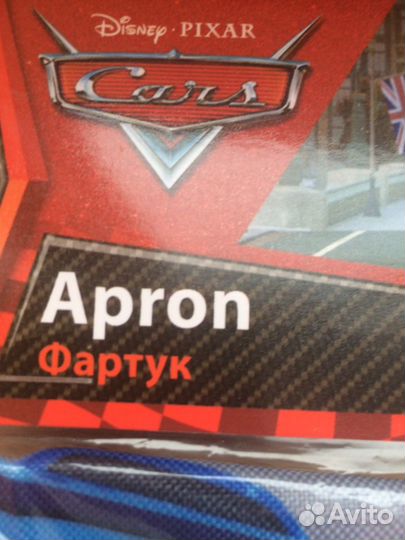 Disney · PIXAR
Cars
Apron
Фартук
Avito